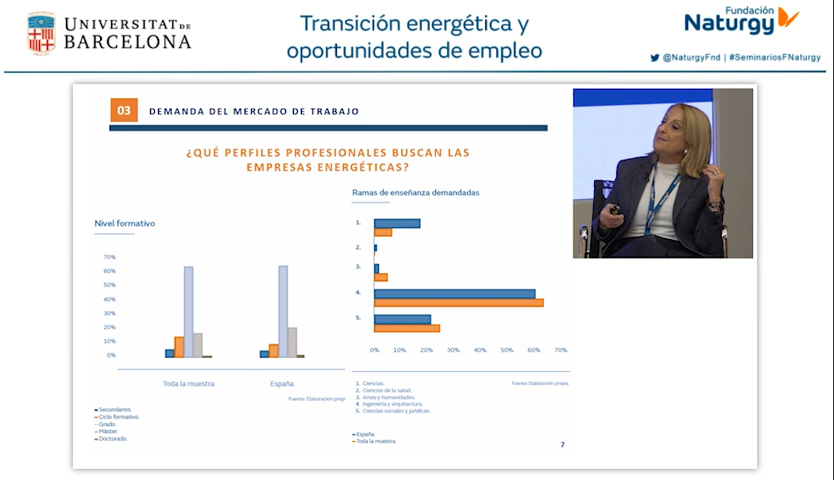 UNIVERSITAT DE
BARCELONA
Transición energética y
oportunidades de empleo
Fundación
Naturgy
@NaturgyFnd | #SeminariosFNaturgy
03 DEMANDA DEL MERCADO DE TRABAJO
¿QUÉ PERFILES PROFESIONALES BUSCAN LAS
EMPRESAS ENERGÉTICAS?
Nivel formativo
70%
60%
50%
40%
30%
20%
10%
0%
Toda la muestra España
Fuente: Elaboración prop
Secundarios.
Ciclo formativo.
Grado.
Máster.
Doctorado.
Ramas de enseñanza demandadas
1.
2.
3.
4.
5.
0% 10% 20% 30% 40% 50% 60% 70%
1. Ciencias.
2. Ciencias de la salud.
3. Artes y humanidades.
4. Ingeniería y arquitectura.
5. Ciencias sociales y jurídicas.
Fuente: Elaboración propia.
España.
Toda la muestra.
7